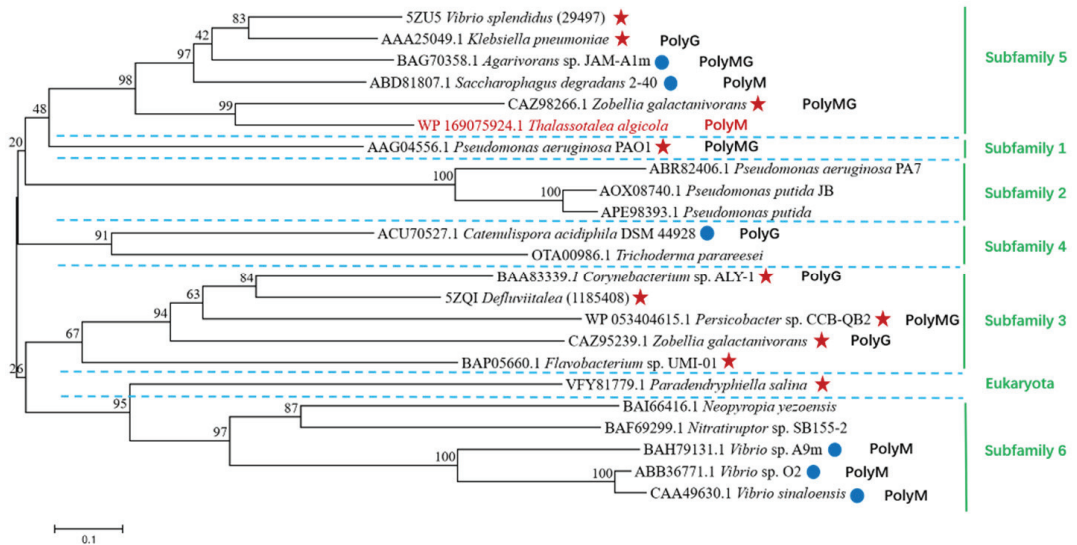 83 5ZU5 Vibrio splendidus (29497)
42 AAA25049.1 Klebsiella pneumoniae PolyG
97 BAG70358.1 Agarivorans sp. JAM-A1m PolyMG Subfamily 5
98 ABD81807.1 Saccharophagus degradans 2-40 PolyM
48 99 CAZ98266.1 Zobellia galactanivorans PolyMG
WP 169075924.1 Thalassotalea algicola PolyM
20 AAG04556.1 Pseudomonas aeruginosa PAO1 PolyMG Subfamily 1
100 ABR82406.1 Pseudomonas aeruginosa PA7
100 AOX08740.1 Pseudomonas putida JB Subfamily 2
APE98393.1 Pseudomonas putida
91 ACU70527.1 Catenulispora acidiphila DSM 44928 PolyG Subfamily 4
OTA00986.1 Trichoderma parareesei
84 BAA83339.1 Corynebacterium sp. ALY-1 PolyG
63 5ZQI Defluviitalea (1185408)
94 WP 053404615.1 Persicobacter sp. CCB-QB2 PolyMG Subfamily 3
67 CAZ95239.1 Zobellia galactanivorans PolyG
BAP05660.1 Flavobacterium sp. UMI-01
26 VFY81779.1 Paradendryphiella salina Eukaryota
95 87 BAI66416.1 Neopyropia yezoensis
97 BAF69299.1 Nitratiruptor sp. SB155-2
100 BAH79131.1 Vibrio sp. A9m PolyM Subfamily 6
100 ABB36771.1 Vibrio sp. O2 PolyM
CAA49630.1 Vibrio sinaloensis PolyM
0.1